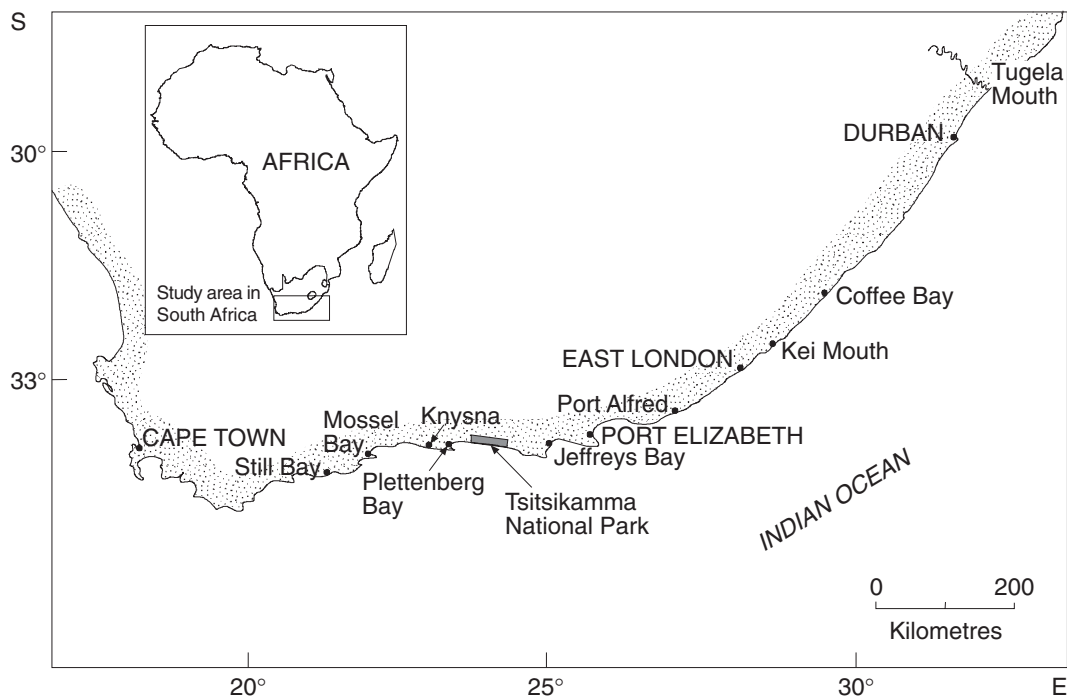 S
Tugela
Mouth
DURBAN
30°
AFRICA
Study area in
South Africa
Coffee Bay
EAST LONDON
Kei Mouth
33°
Port Alfred
Mossel
Bay
Knysna
CAPE TOWN
PORT ELIZABETH
Still Bay
Jeffreys Bay
Plettenberg
Bay
Tsitsikamma
National Park
INDIAN OCEAN
0 200
Kilometres
20° 25° 30° E